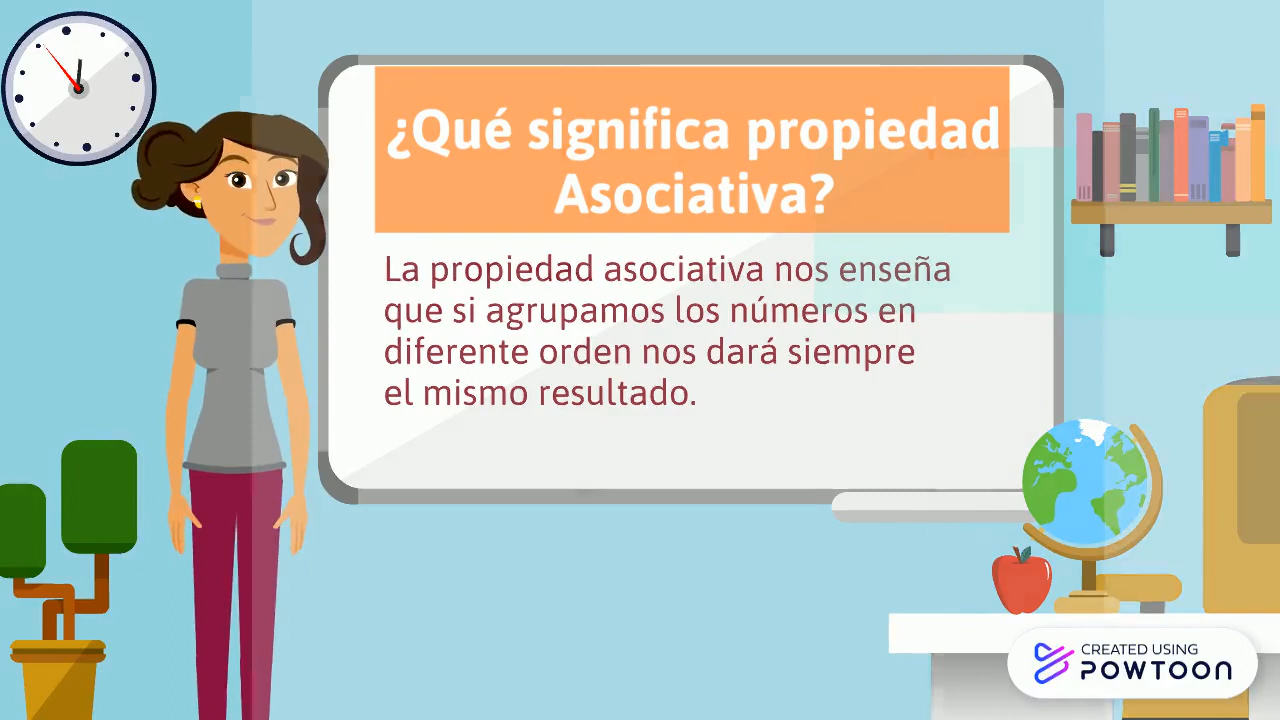 ¿Qué significa propiedad
Asociativa?
La propiedad asociativa nos enseña
que si agrupamos los números en
diferente orden nos dará siempre
el mismo resultado.
CREATED USING
POWTOON